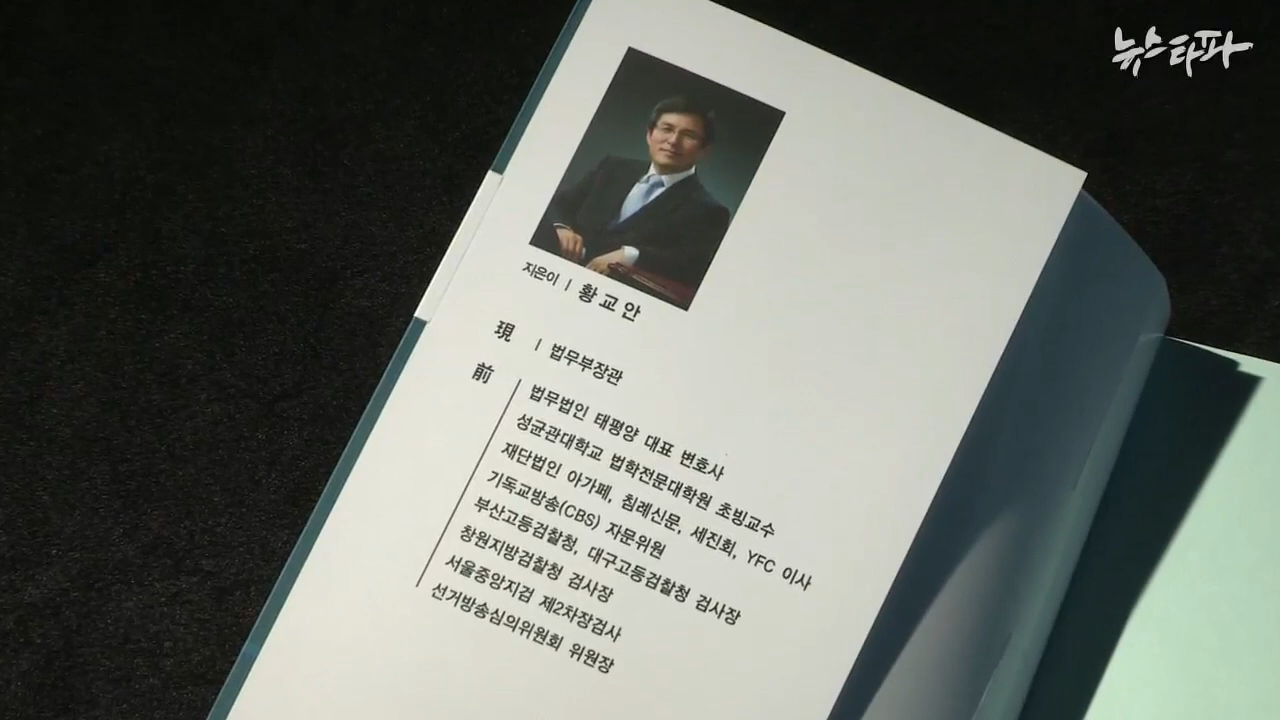 뉴스타파
지은이 | 황교안
現 | 법무부장관
前
법무법인 태평양 대표 변호사
성균관대학교 법학전문대학원 초빙교수
재단법인 아가페, 침례신문, 세진회, YFC 이사
기독교방송(CBS) 자문위원
부산고등검찰청, 대구고등검찰청 검사장
창원지방검찰청 검사장
서울중앙지검 제2차장검사
선거방송심의위원회 위원장